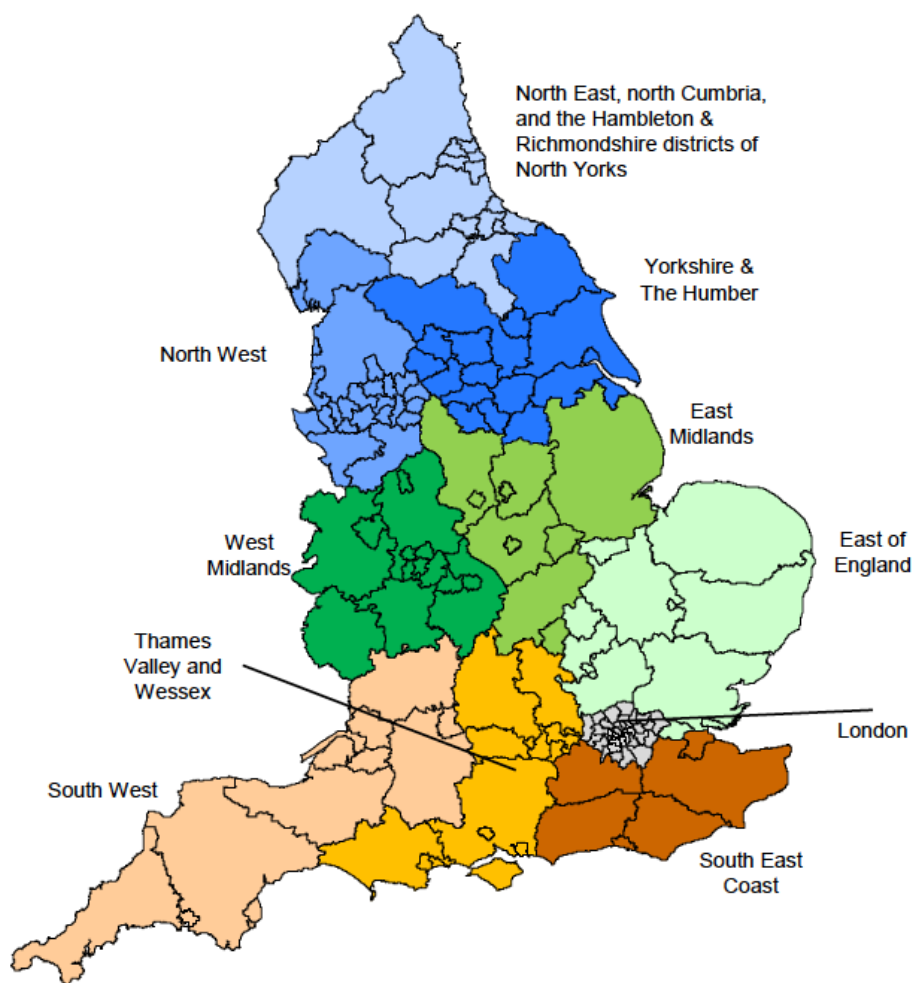 North East, north Cumbria,
and the Hambleton &
Richmondshire districts of
North Yorks
Yorkshire &
The Humber
North West
East
Midlands
East of
England
West
Midlands
Thames
Valley and
Wessex
London
South West
South East
Coast